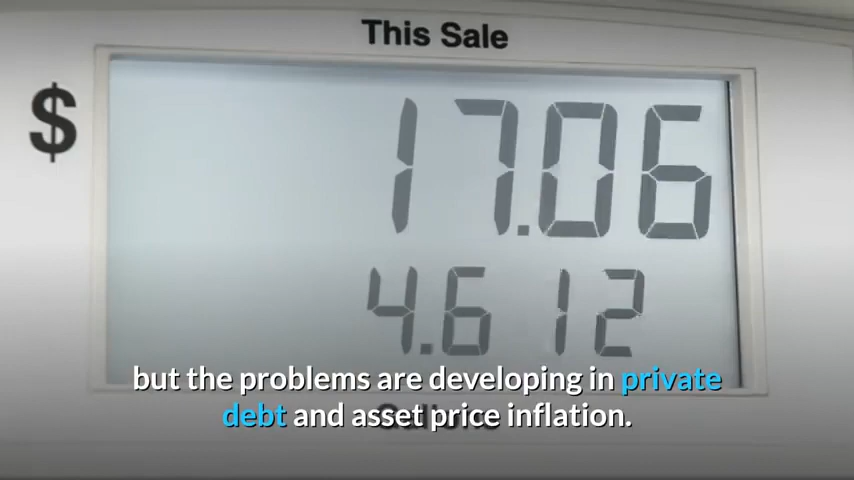 This Sale
$ 17.06
4.612
but the problems are developing in private
debt and asset price inflation.